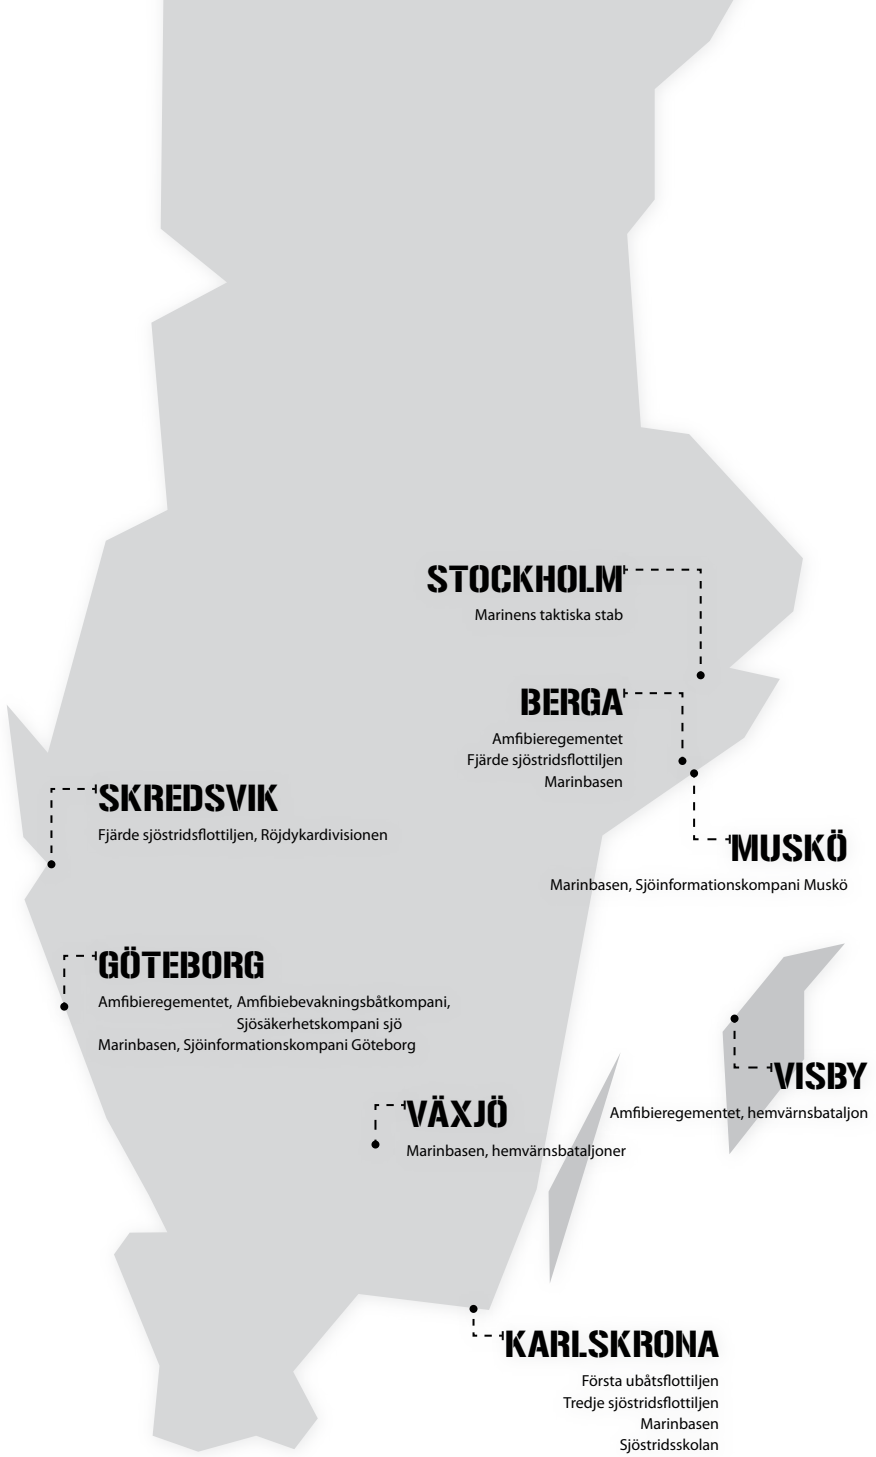 STOCKHOLM
Marinens taktiska stab
BERGA
Amfibieregementet
Fjärde sjöstridsflottiljen
Marinbasen
SKREDSVIK
Fjärde sjöstridsflottiljen, Röjdykardivisionen
MUSKÖ
Marinbasen, Sjöinformationskompani Muskö
GÖTEBORG
Amfibieregementet, Amfibiebevakningsbåtkompani,
Sjösäkerhetskompani sjö
Marinbasen, Sjöinformationskompani Göteborg
VISBY
Amfibieregementet, hemvärnsbataljon
VÄXJÖ
Marinbasen, hemvärnsbataljoner
KARLSKRONA
Första ubåtsflottiljen
Tredje sjöstridsflottiljen
Marinbasen
Sjöstridsskolan